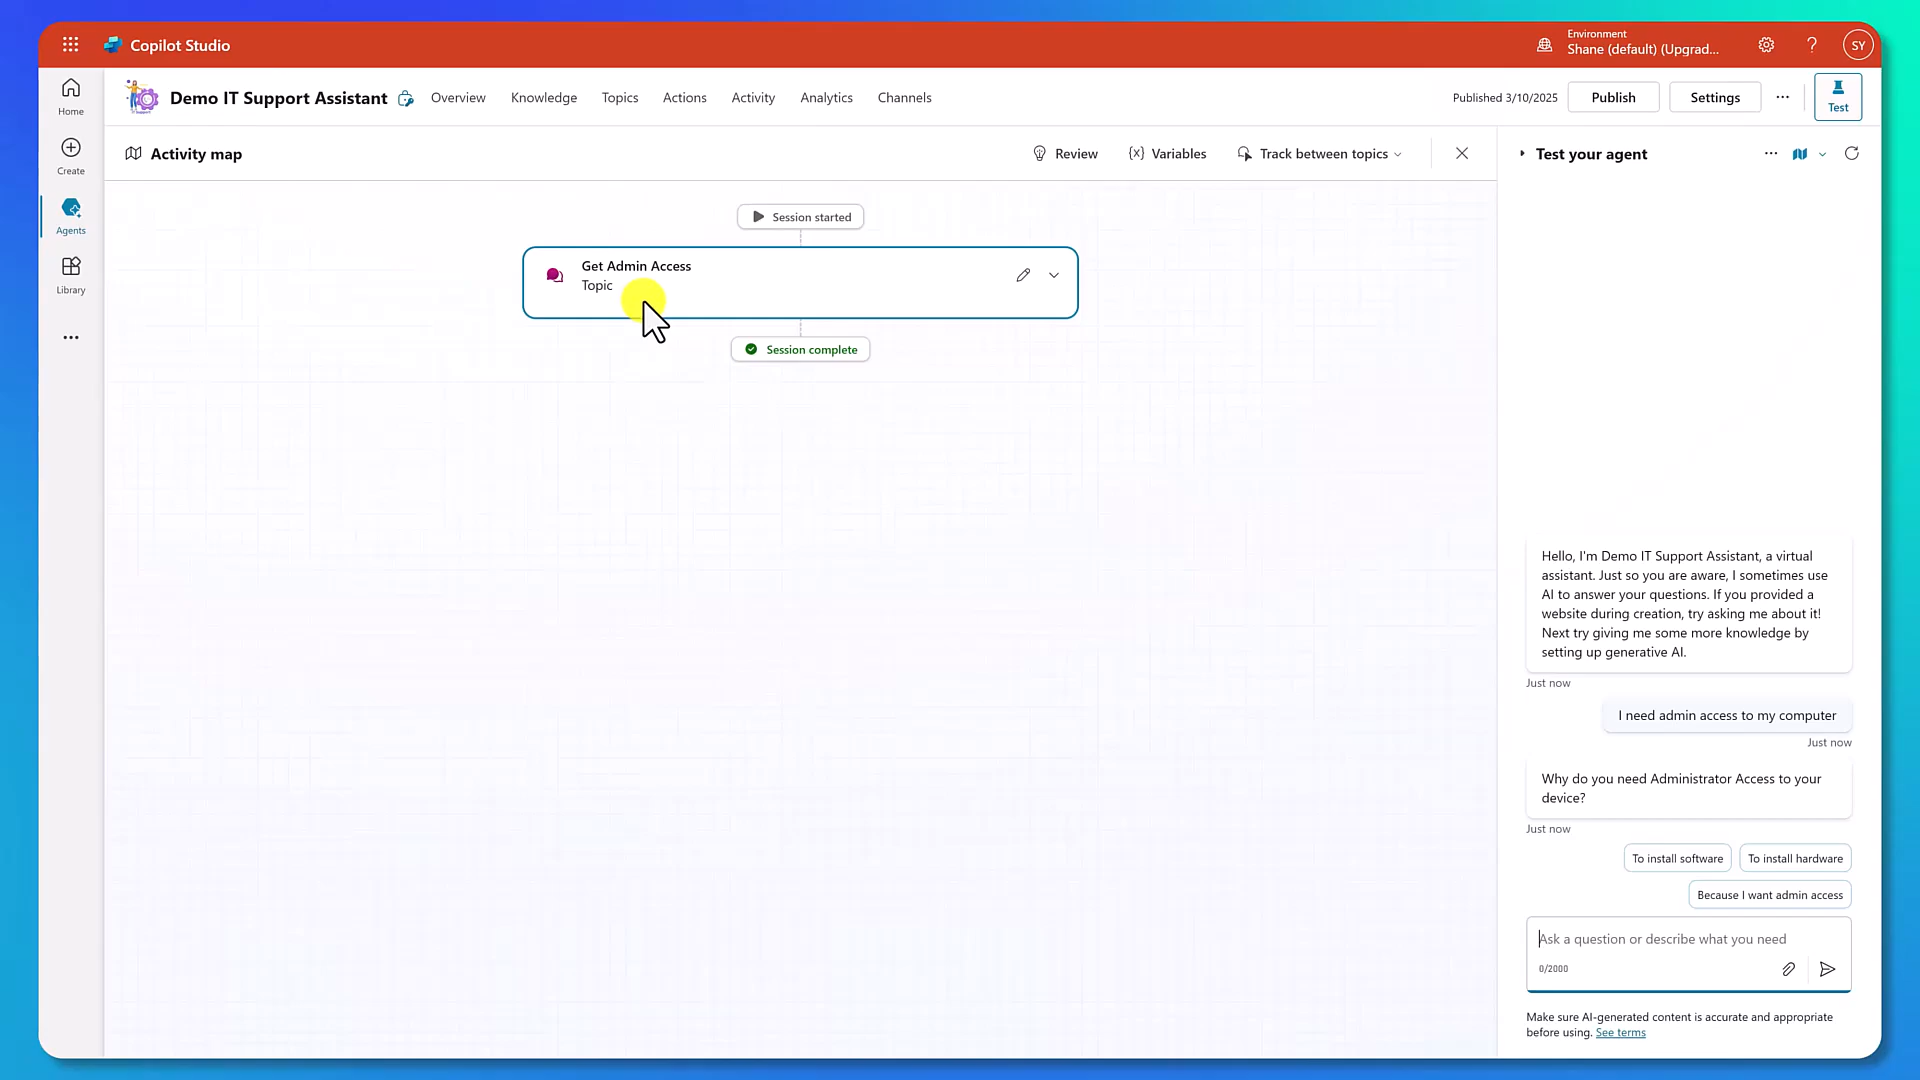 Copilot Studio
Environment
Shane (default) (Upgrad...
SY
Home
Create
Agents
Library
Demo IT Support Assistant
Overview
Knowledge
Topics
Actions
Activity
Analytics
Channels
Published 3/10/2025
Publish
Settings
Test
Activity map
Review
{x} Variables
Track between topics
Session started
Get Admin Access
Topic
Session complete
Test your agent
Hello, I'm Demo IT Support Assistant, a virtual
assistant. Just so you are aware, I sometimes use
AI to answer your questions. If you provided a
website during creation, try asking me about it!
Next try giving me some more knowledge by
setting up generative AI.
Just now
I need admin access to my computer
Just now
Why do you need Administrator Access to your
device?
Just now
To install software
To install hardware
Because I want admin access
Ask a question or describe what you need
0/2000
Make sure AI-generated content is accurate and appropriate
before using. See terms